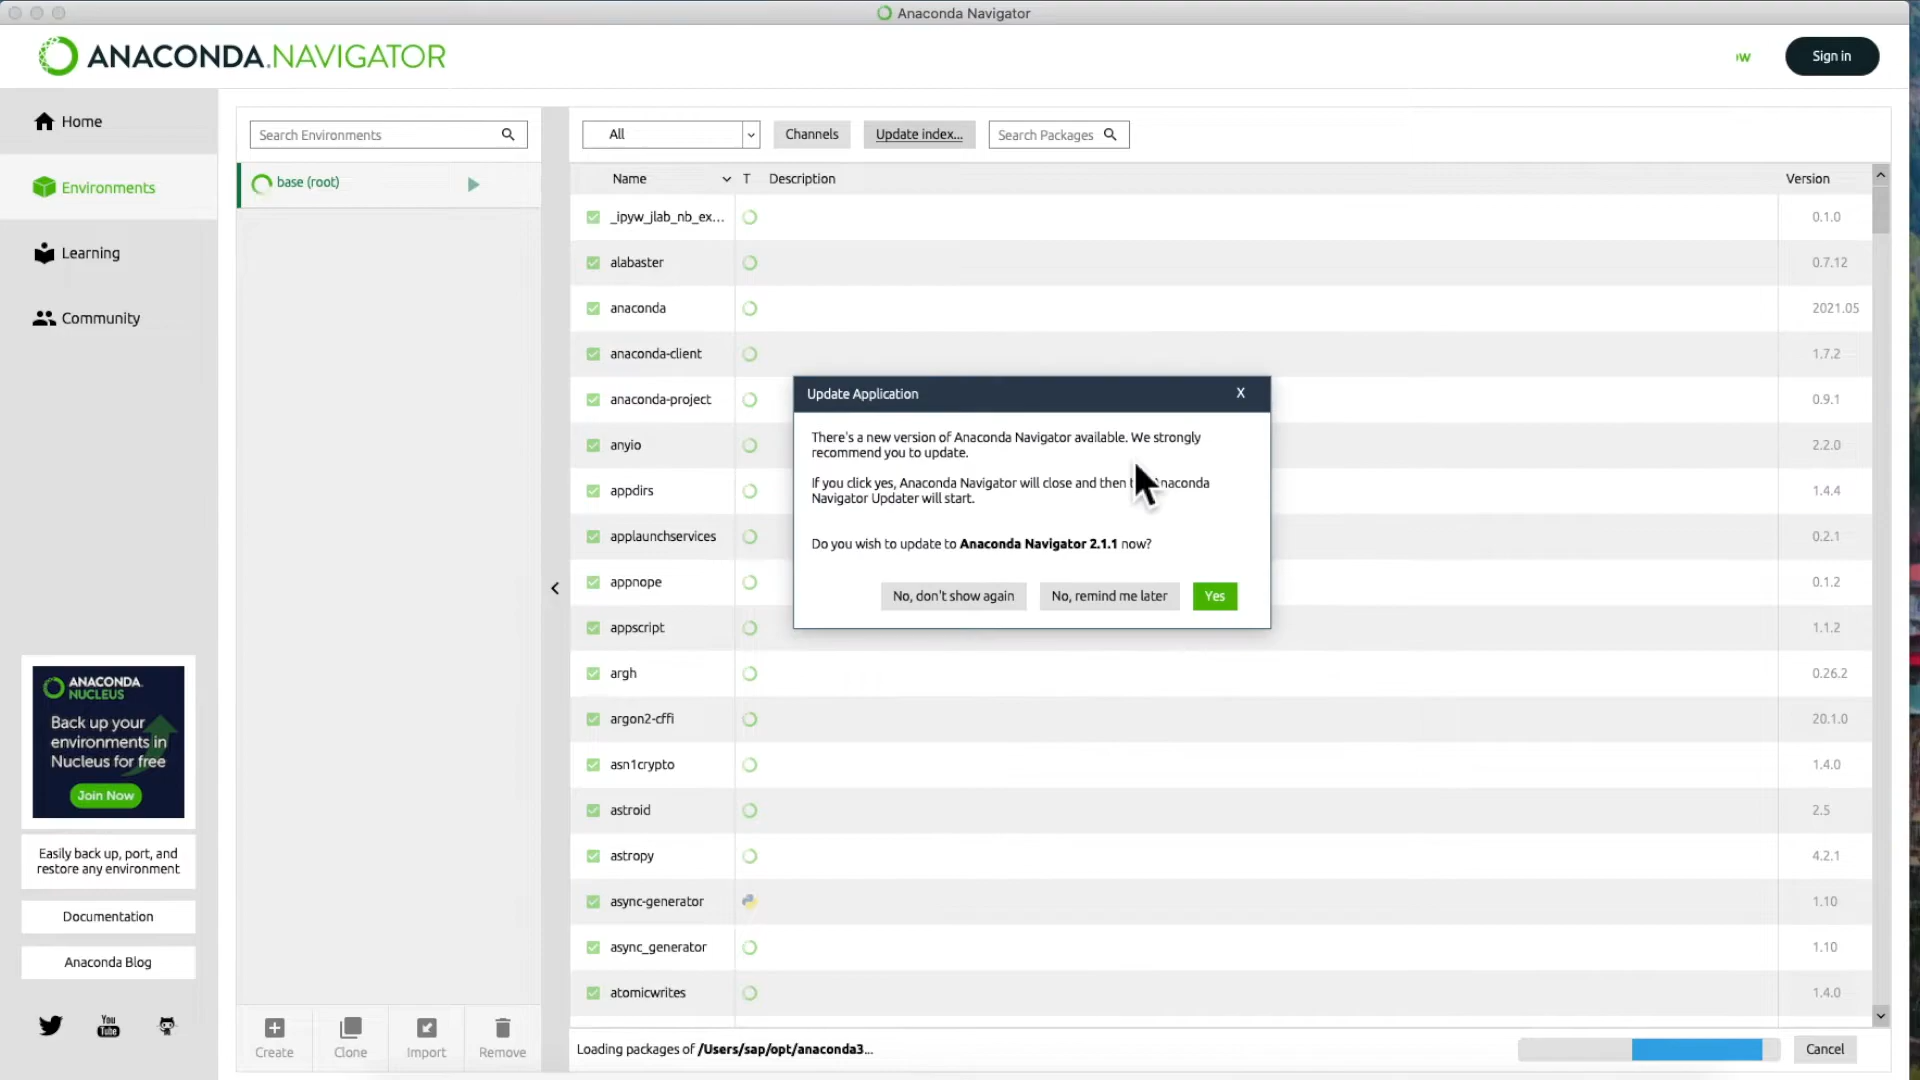 Anaconda Navigator
ANACONDA.NAVIGATOR
Sign in
Home
Environments
Learning
Community
ANACONDA.
NUCLEUS
Back up your
environments in
Nucleus for free
Join Now
Easily back up, port, and
restore any environment
Documentation
Anaconda Blog
You
Tube
Search Environments
base (root)
Create
Clone
Import
Remove
All
Channels
Update index...
Search Packages
Name T Description Version
_ipyw_jlab_nb_ex... 0.1.0
alabaster 0.7.12
anaconda 2021.05
anaconda-client 1.7.2
anaconda-project 0.9.1
anyio 2.2.0
appdirs 1.4.4
applaunchservices 0.2.1
appnope 0.1.2
appscript 1.1.2
argh 0.26.2
argon2-cffi 20.1.0
asn1crypto 1.4.0
astroid 2.5
astropy 4.2.1
async-generator 1.10
async_generator 1.10
atomicwrites 1.4.0
Update Application X
There's a new version of Anaconda Navigator available. We strongly
recommend you to update.
If you click yes, Anaconda Navigator will close and then Anaconda
Navigator Updater will start.
Do you wish to update to Anaconda Navigator 2.1.1 now?
No, don't show again
No, remind me later
Yes
Loading packages of /Users/sap/opt/anaconda3...
Cancel